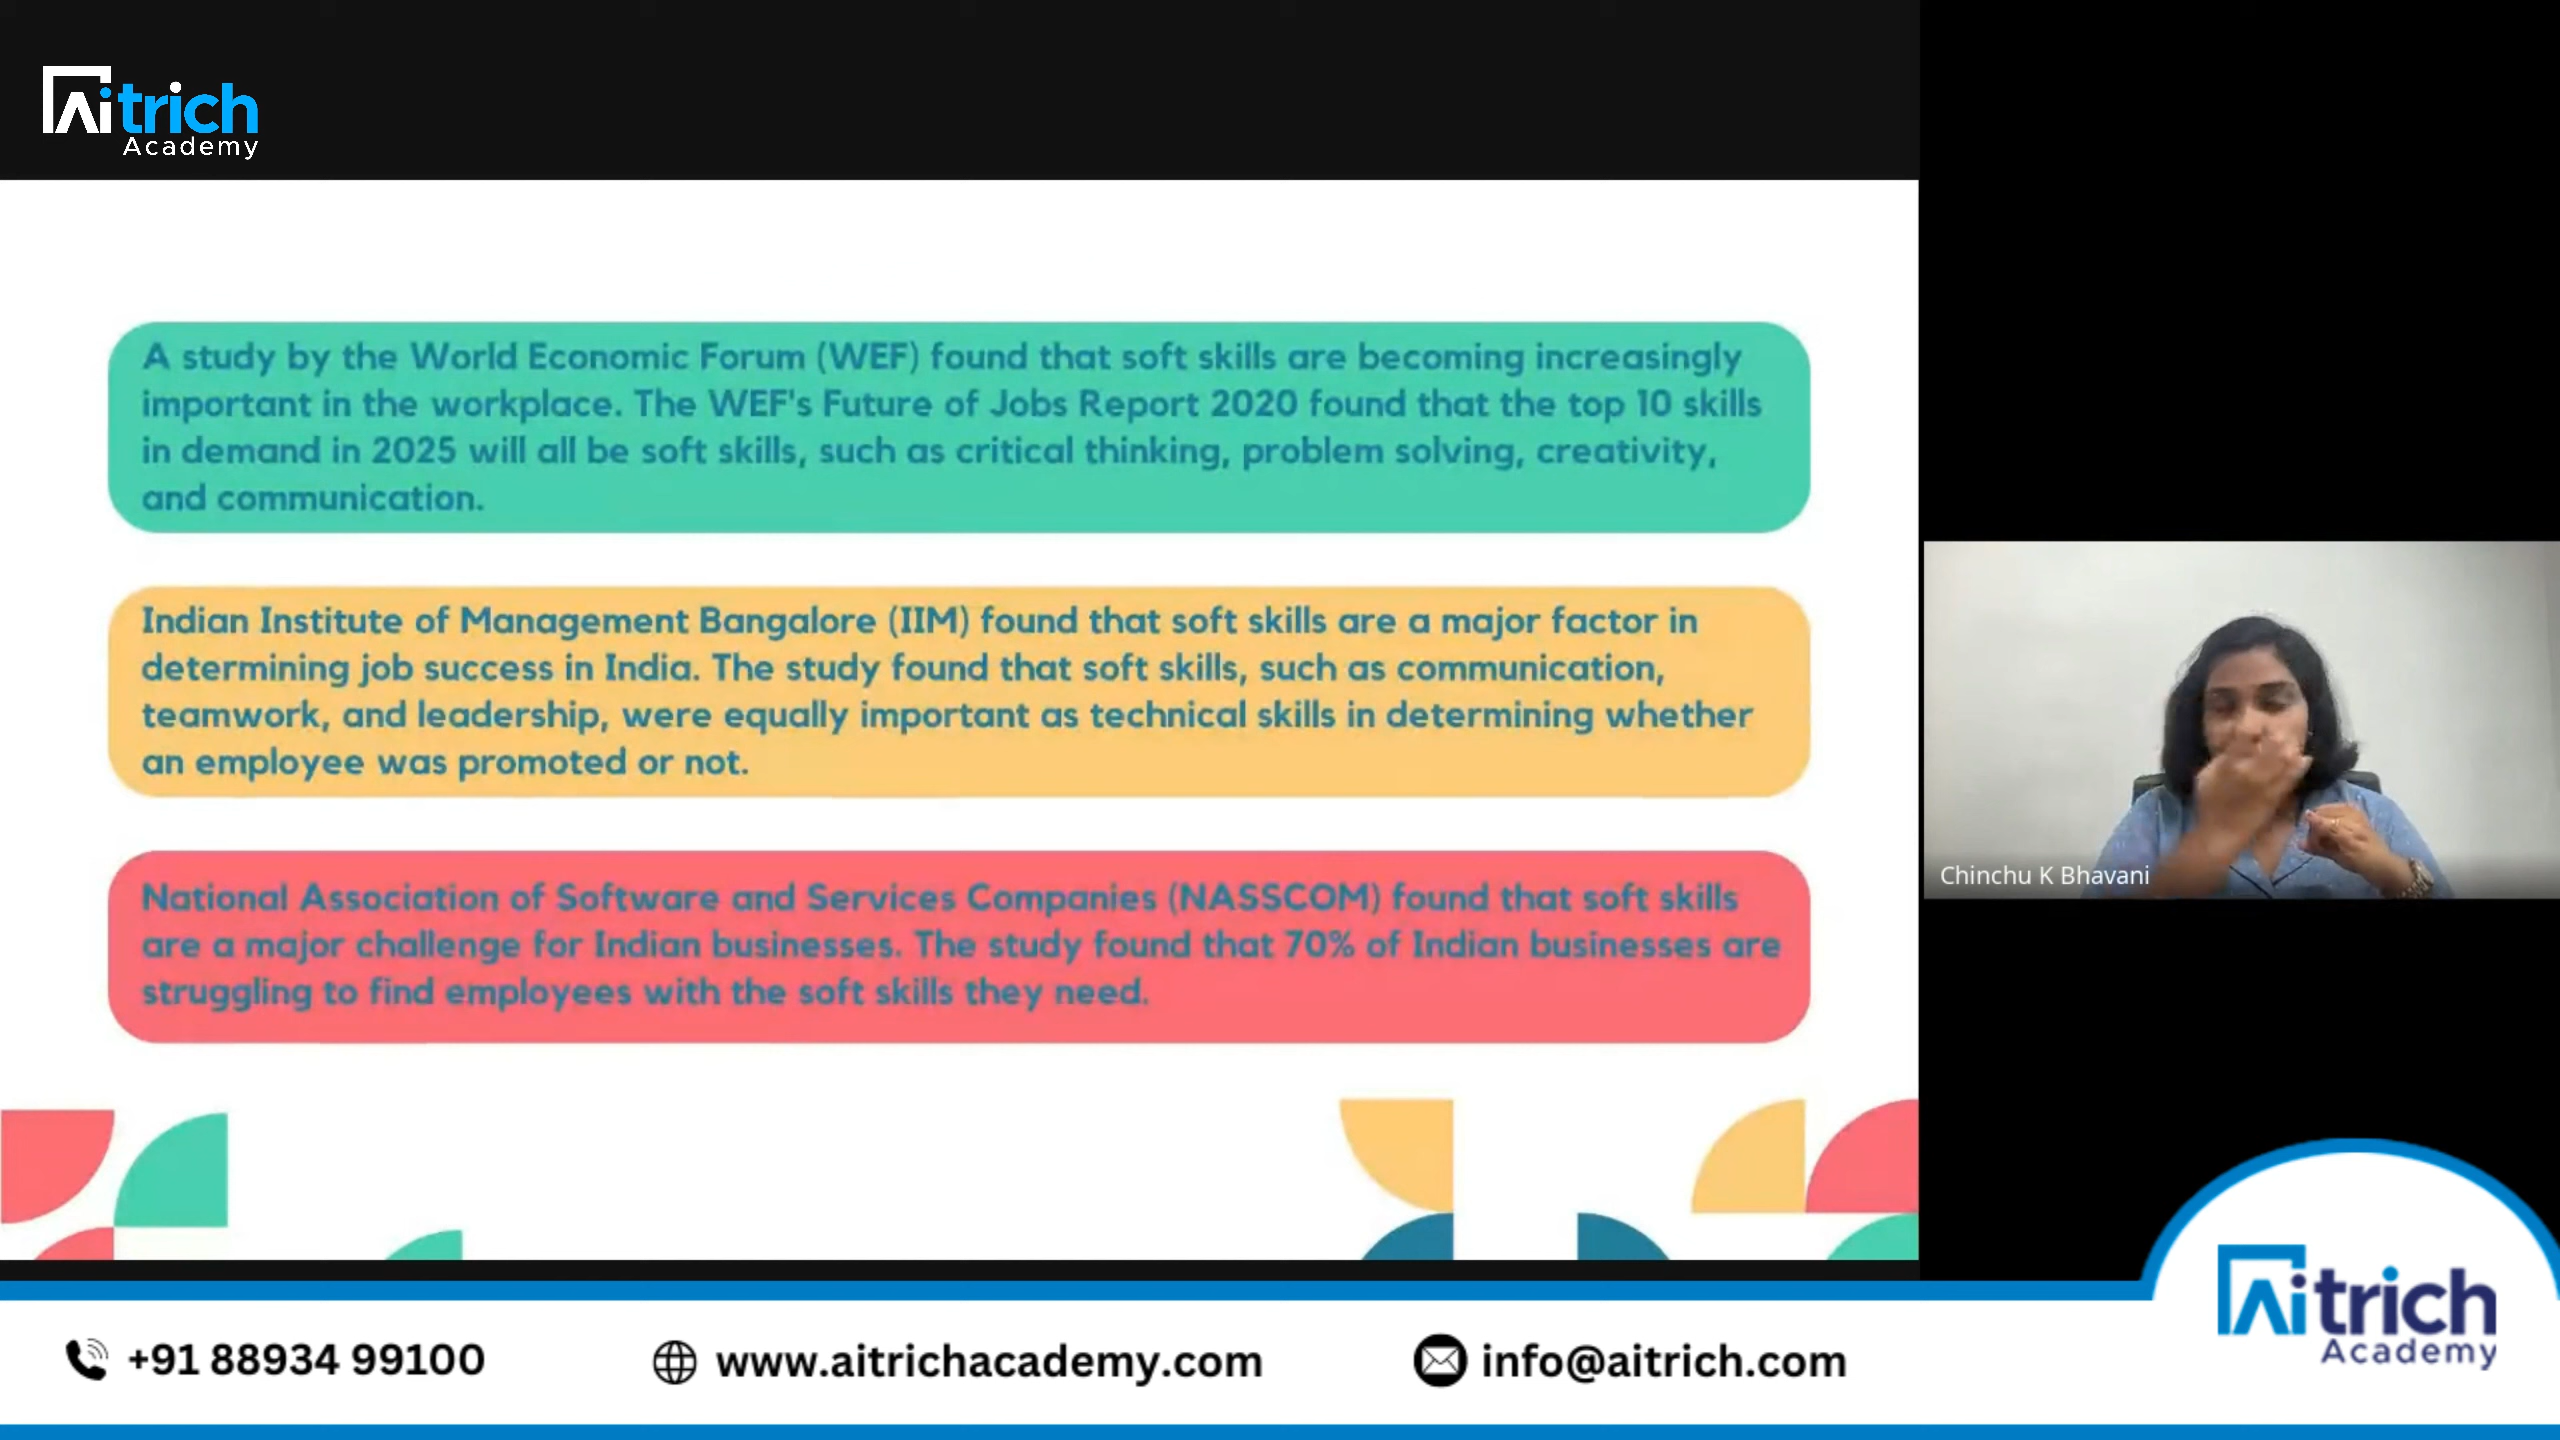 Aitrich
Academy
A study by the World Economic Forum (WEF) found that soft skills are becoming increasingly
important in the workplace. The WEF's Future of Jobs Report 2020 found that the top 10 skills
in demand in 2025 will all be soft skills, such as critical thinking, problem solving, creativity,
and communication.
Indian Institute of Management Bangalore (IIM) found that soft skills are a major factor in
determining job success in India. The study found that soft skills, such as communication,
teamwork, and leadership, were equally important as technical skills in determining whether
an employee was promoted or not.
National Association of Software and Services Companies (NASSCOM) found that soft skills
are a major challenge for Indian businesses. The study found that 70% of Indian businesses are
struggling to find employees with the soft skills they need.
Chinchu K Bhavani
+91 88934 99100
www.aitrichacademy.com
info@aitrich.com
Aitrich
Academy